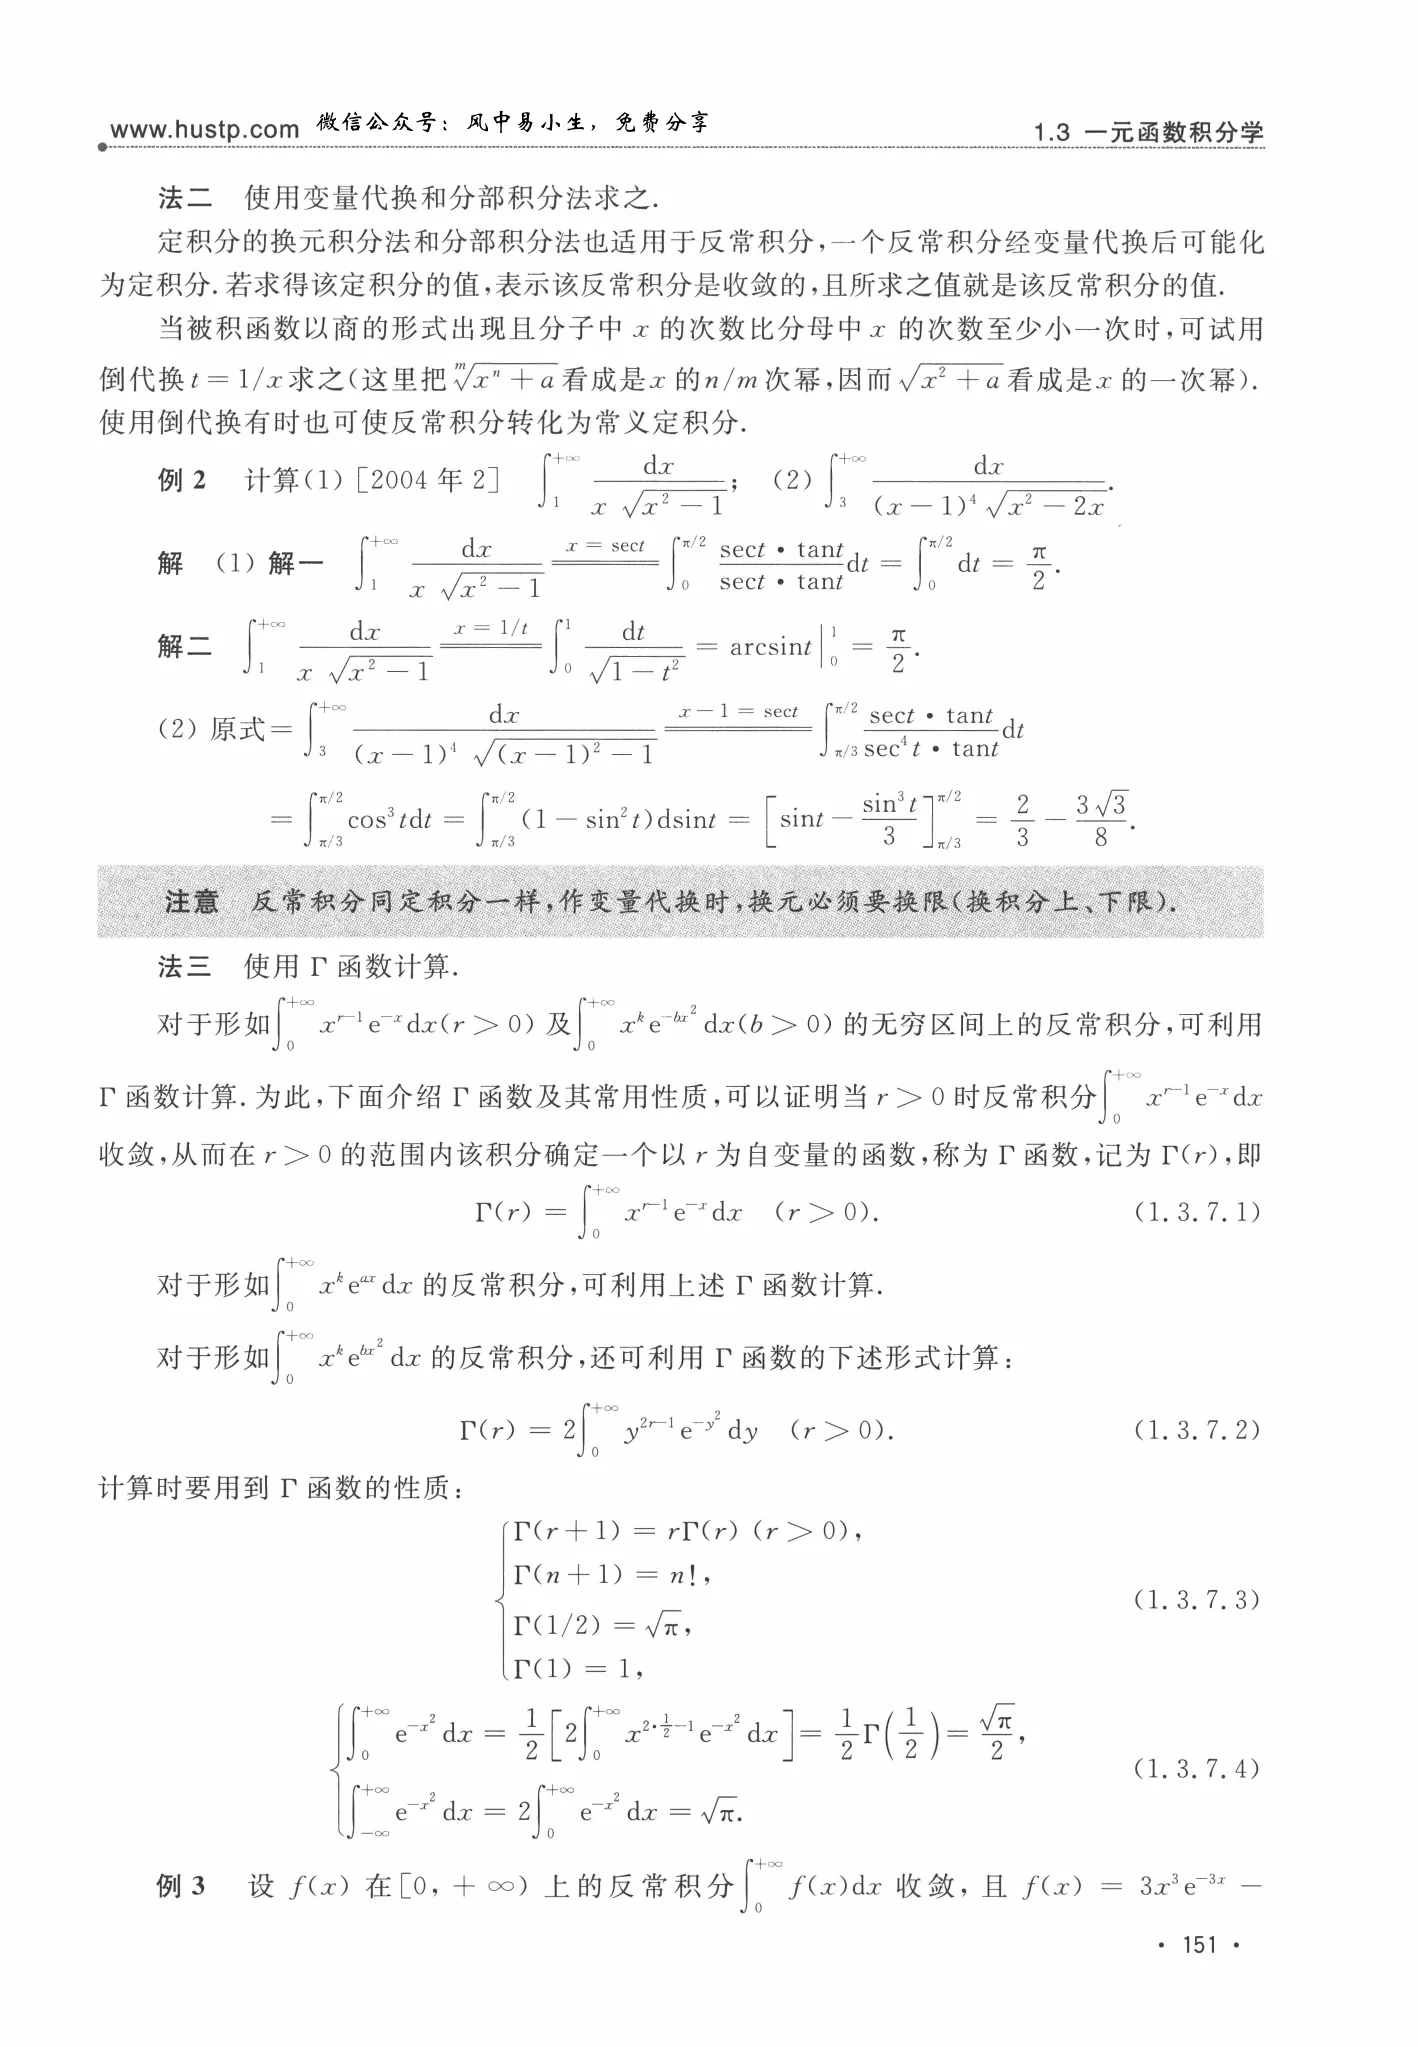 www.hustp.com 微信公众号：风中易小生，免费分享 1.3 一元函数积分学
法二 使用变量代换和分部积分法求之.
定积分的换元积分法和分部积分法也适用于反常积分,一个反常积分经变量代换后可能化
为定积分.若求得该定积分的值,表示该反常积分是收敛的,且所求之值就是该反常积分的值.
当被积函数以商的形式出现且分子中 x 的次数比分母中 x 的次数至少小一次时,可试用
倒代换 t = 1/x 求之(这里把 $\sqrt[m]{x^n+a}$ 看成是 x 的 n/m 次幂,因而 $\sqrt{x^2+a}$ 看成是 x 的一次幂).
使用倒代换有时也可使反常积分转化为常义定积分.
例 2 计算(1) [2004 年 2] $\int_1^{+\infty}\frac{dx}{x\sqrt{x^2-1}}$; (2) $\int_3^{+\infty}\frac{dx}{(x-1)^4\sqrt{x^2-2x}}$.
解 (1) 解一 $\int_1^{+\infty}\frac{dx}{x\sqrt{x^2-1}}\overset{x=\sec t}{=}\int_0^{\pi/2}\frac{\sec t\cdot\tan t}{\sec t\cdot\tan t}dt=\int_0^{\pi/2}dt=\frac{\pi}{2}$.
解二 $\int_1^{+\infty}\frac{dx}{x\sqrt{x^2-1}}\overset{x=1/t}{=}\int_0^1\frac{dt}{\sqrt{1-t^2}}=\arcsin t\Big|_0^1=\frac{\pi}{2}$.
(2) 原式 $=\int_3^{+\infty}\frac{dx}{(x-1)^4\sqrt{(x-1)^2-1}}\overset{x-1=\sec t}{=}\int_{\pi/3}^{\pi/2}\frac{\sec t\cdot\tan t}{\sec^4 t\cdot\tan t}dt$
$=\int_{\pi/3}^{\pi/2}\cos^3 tdt=\int_{\pi/3}^{\pi/2}(1-\sin^2 t)d\sin t=\left[\sin t-\frac{\sin^3 t}{3}\right]_{\pi/3}^{\pi/2}=\frac{2}{3}-\frac{3\sqrt{3}}{8}$.
注意 反常积分同定积分一样,作变量代换时,换元必须要换限(换积分上、下限).
法三 使用 Γ 函数计算.
对于形如 $\int_0^{+\infty}x^{r-1}e^{-x}dx(r>0)$ 及 $\int_0^{+\infty}x^k e^{-bx^2}dx(b>0)$ 的无穷区间上的反常积分,可利用
Γ 函数计算.为此,下面介绍 Γ 函数及其常用性质,可以证明当 r > 0 时反常积分 $\int_0^{+\infty}x^{r-1}e^{-x}dx$
收敛,从而在 r > 0 的范围内该积分确定一个以 r 为自变量的函数,称为 Γ 函数,记为 Γ(r),即
$\Gamma(r)=\int_0^{+\infty}x^{r-1}e^{-x}dx\quad(r>0).$ (1.3.7.1)
对于形如 $\int_0^{+\infty}x^k e^{ax}dx$ 的反常积分,可利用上述 Γ 函数计算.
对于形如 $\int_0^{+\infty}x^k e^{bx^2}dx$ 的反常积分,还可利用 Γ 函数的下述形式计算:
$\Gamma(r)=2\int_0^{+\infty}y^{2r-1}e^{-y^2}dy\quad(r>0).$ (1.3.7.2)
计算时要用到 Γ 函数的性质:
Γ(r + 1) = rΓ(r) (r > 0),
Γ(n + 1) = n!,
(1.3.7.3)
$\Gamma(1/2)=\sqrt{\pi}$,
Γ(1) = 1,
$\int_0^{+\infty}e^{-x^2}dx=\frac{1}{2}\left[2\int_0^{+\infty}x^{2\cdot\frac{1}{2}-1}e^{-x^2}dx\right]=\frac{1}{2}\Gamma\left(\frac{1}{2}\right)=\frac{\sqrt{\pi}}{2}$,
(1.3.7.4)
$\int_{-\infty}^{+\infty}e^{-x^2}dx=2\int_0^{+\infty}e^{-x^2}dx=\sqrt{\pi}$.
例 3 设 f(x) 在 [0, + ∞) 上的反常积分 $\int_0^{+\infty}f(x)dx$ 收敛, 且 $f(x)=3x^3e^{-3x}-$
· 151 ·